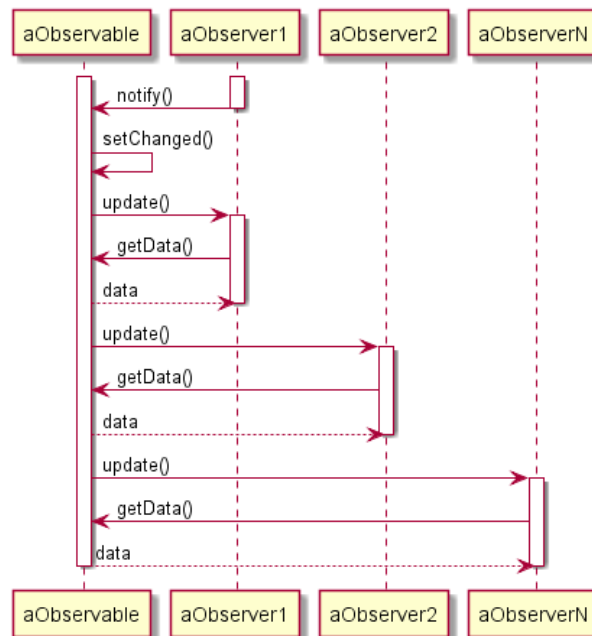 aObservable aObserver1 aObserver2 aObserverN
notify()
setChanged()
update()
getData()
data
update()
getData()
data
update()
getData()
data
aObservable aObserver1 aObserver2 aObserverN